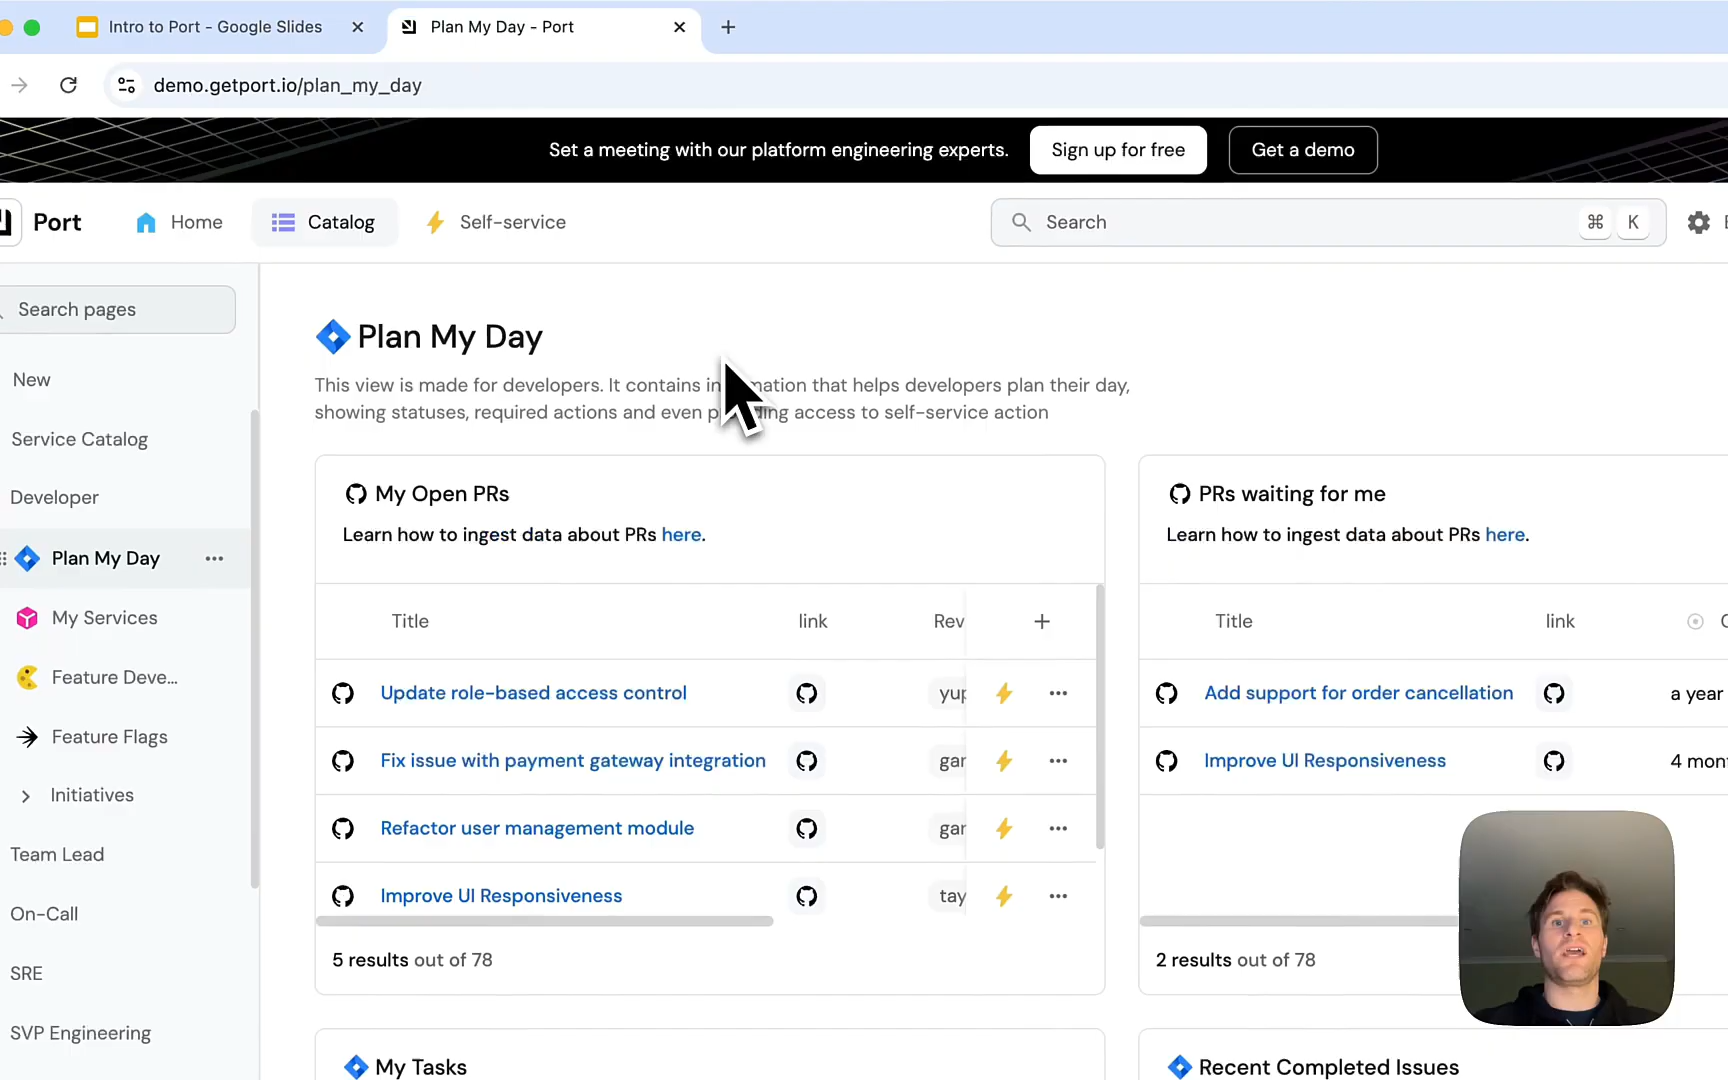 Intro to Port - Google Slides
Plan My Day - Port
demo.getport.io/plan_my_day
Set a meeting with our platform engineering experts.
Sign up for free
Get a demo
Port
Home
Catalog
Self-service
Search
⌘ K
Search pages
New
Service Catalog
Developer
Plan My Day
My Services
Feature Deve...
Feature Flags
Initiatives
Team Lead
On-Call
SRE
SVP Engineering
Plan My Day
This view is made for developers. It contains information that helps developers plan their day,
showing statuses, required actions and even providing access to self-service action
My Open PRs
Learn how to ingest data about PRs here.
Title link Rev
Update role-based access control yup
Fix issue with payment gateway integration gar
Refactor user management module gar
Improve UI Responsiveness tay
5 results out of 78
PRs waiting for me
Learn how to ingest data about PRs here.
Title link
Add support for order cancellation a year
Improve UI Responsiveness 4 mon
2 results out of 78
My Tasks
Recent Completed Issues